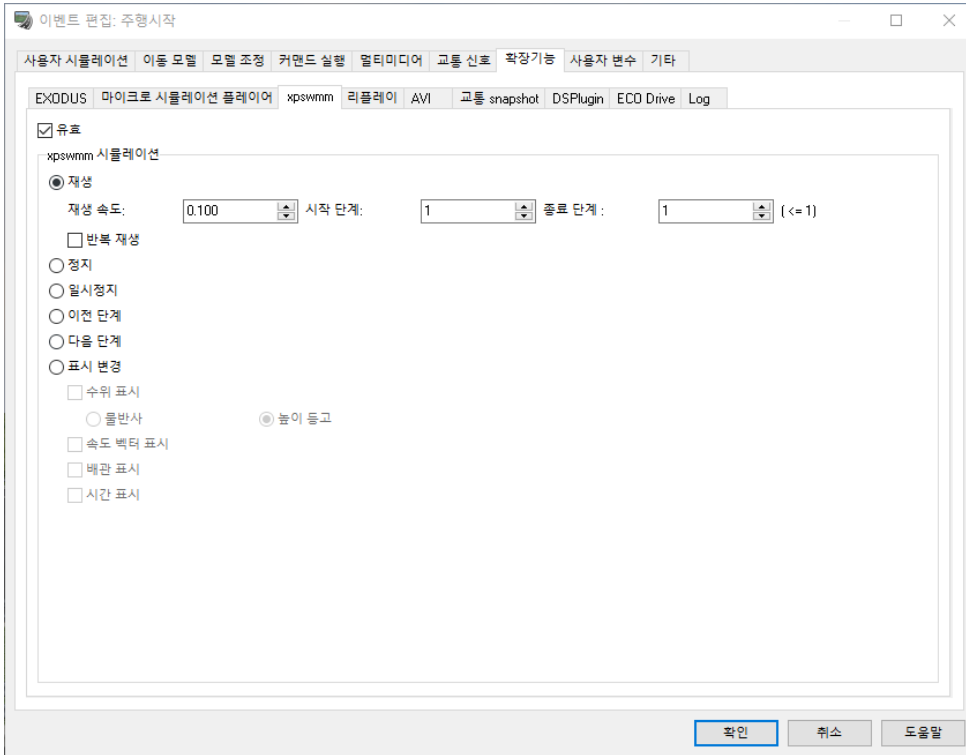 이벤트 편집: 주행시작
사용자 시뮬레이션 이동 모델 모델 조정 커맨드 실행 멀티미디어 교통 신호 확장기능 사용자 변수 기타
EXODUS 마이크로 시뮬레이션 플레이어 xpswmm 리플레이 AVI 교통 snapshot DSPlugin ECO Drive Log
유효
xpswmm 시뮬레이션
재생
재생 속도: 0.100 시작 단계: 1 종료 단계 : 1 ( <= 1)
반복 재생
정지
일시정지
이전 단계
다음 단계
표시 변경
수위 표시
물반사 높이 등고
속도 벡터 표시
배관 표시
시간 표시
확인 취소 도움말